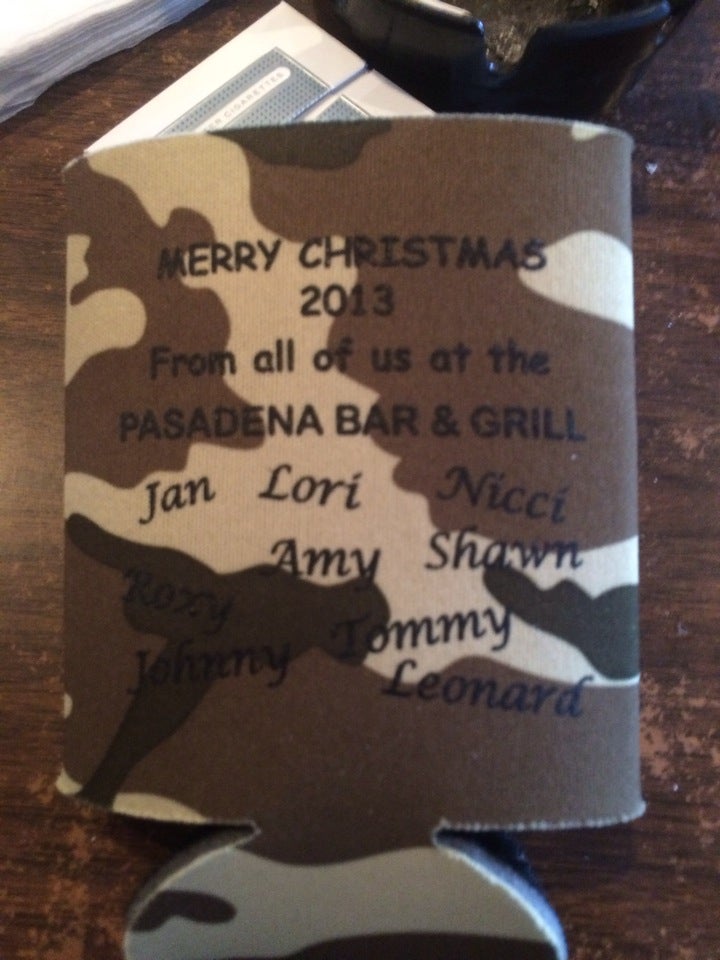 CIGARETTES
MERRY CHRISTMAS
2013
From all of us at the
PASADENA BAR & GRILL
Jan Lori Nicci
Amy Shawn
Roxy Tommy
Johnny Leonard